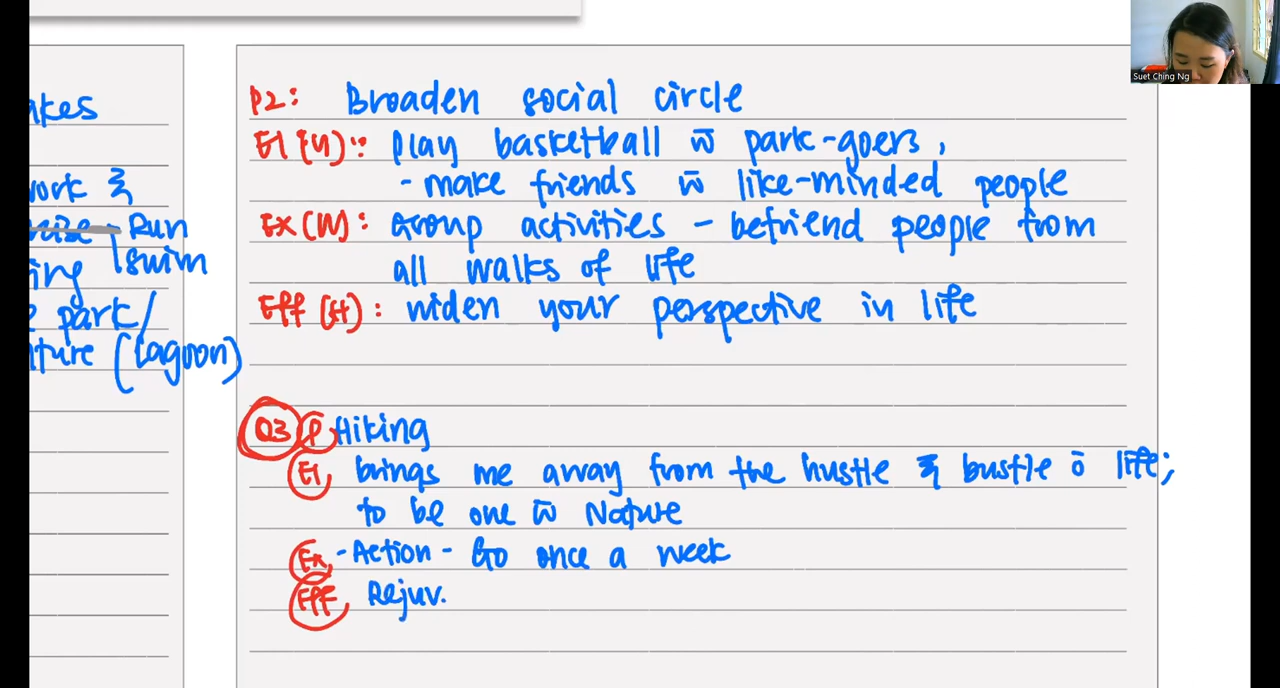 Suet Ching Ng
akes
work &
Run
ing swim
park/
ture (lagoon)
P2: Broaden social circle
El (4): play basketball w̄ park-goers,
- make friends w̄ like-minded people
Ex (W): Group activities - befriend people from
all walks of life
Eff (st): widen your perspective in life
Q3 P Hiking
El brings me away from the hustle & bustle ō life;
to be one w̄ Nature
Ex - Action - Go once a week
Eff Rejuv.